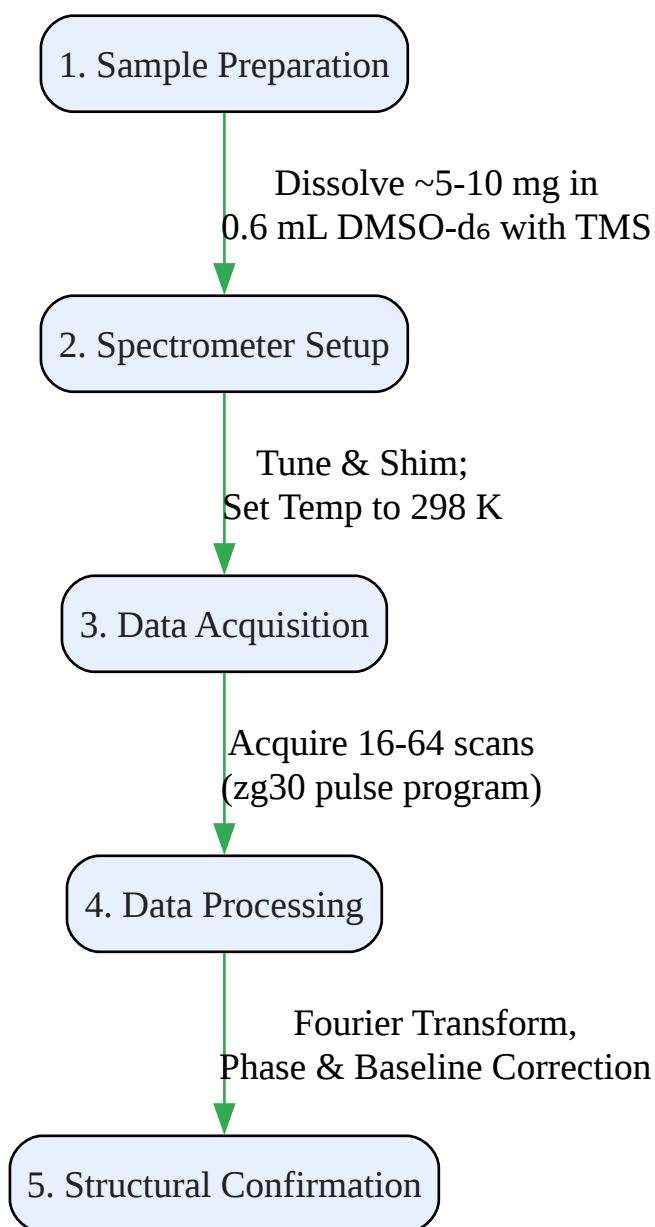 1. Sample Preparation
Dissolve ~5-10 mg in
0.6 mL DMSO-d₆ with TMS
2. Spectrometer Setup
Tune & Shim;
Set Temp to 298 K
3. Data Acquisition
Acquire 16-64 scans
(zg30 pulse program)
4. Data Processing
Fourier Transform,
Phase & Baseline Correction
5. Structural Confirmation